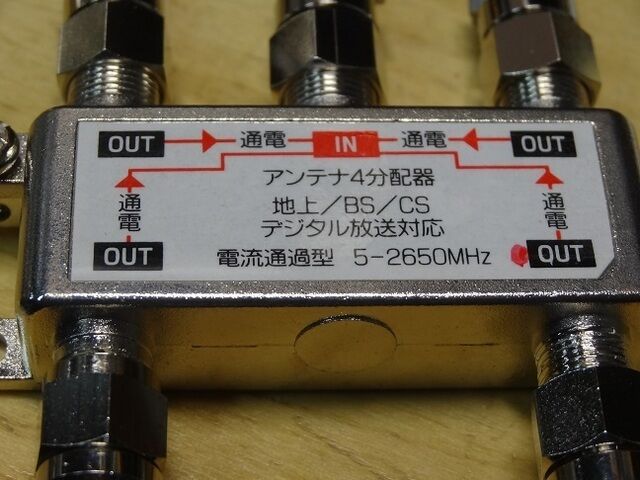 OUT 通電 IN 通電 OUT
アンテナ4分配器
通電 通電
地上/BS/CS
デジタル放送対応
OUT OUT
電流通過型 5-2650MHz